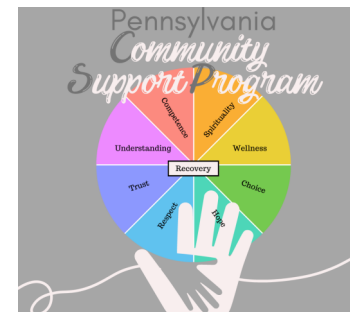 Pennsylvania
Community
Support Program
Competence
Spirituality
Understanding
Wellness
Recovery
Trust
Choice
Respect
Hope